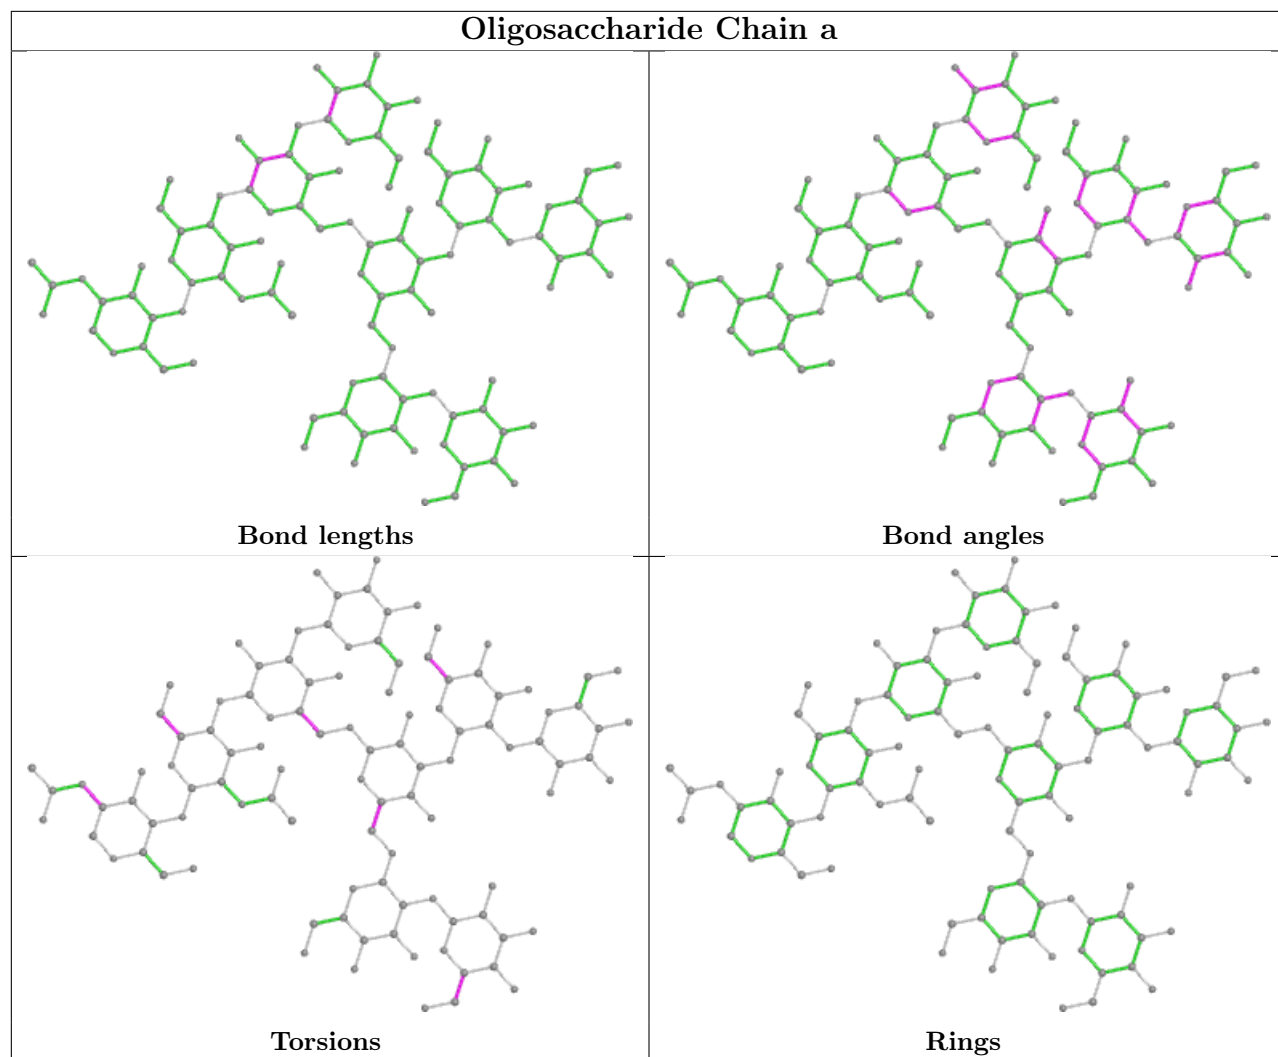 Oligosaccharide Chain a
Bond lengths
Bond angles
Torsions
Rings